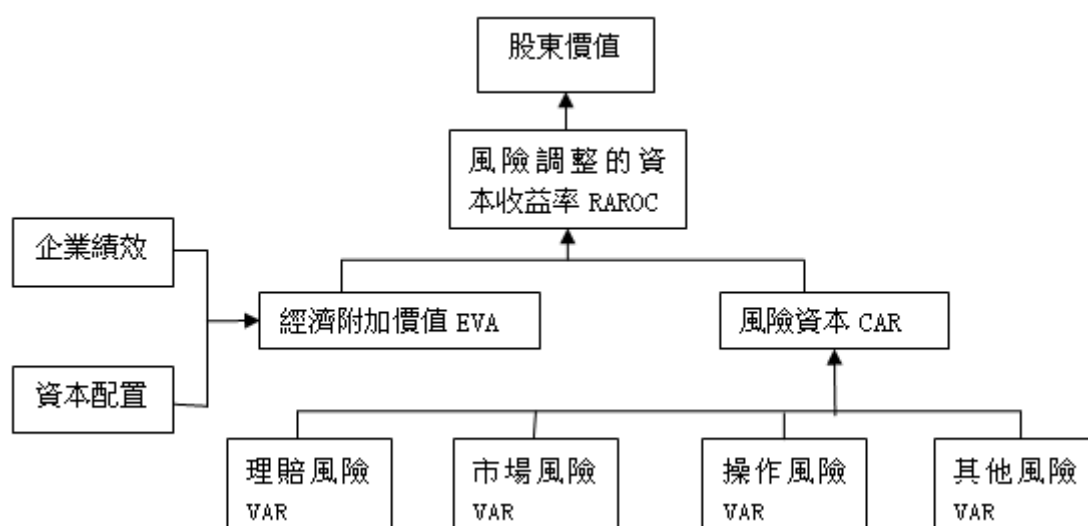 股東價值
風險調整的資
本收益率 RAROC
企業績效
經濟附加價值 EVA
風險資本 CAR
資本配置
理賠風險
VAR
市場風險
VAR
操作風險
VAR
其他風險
VAR